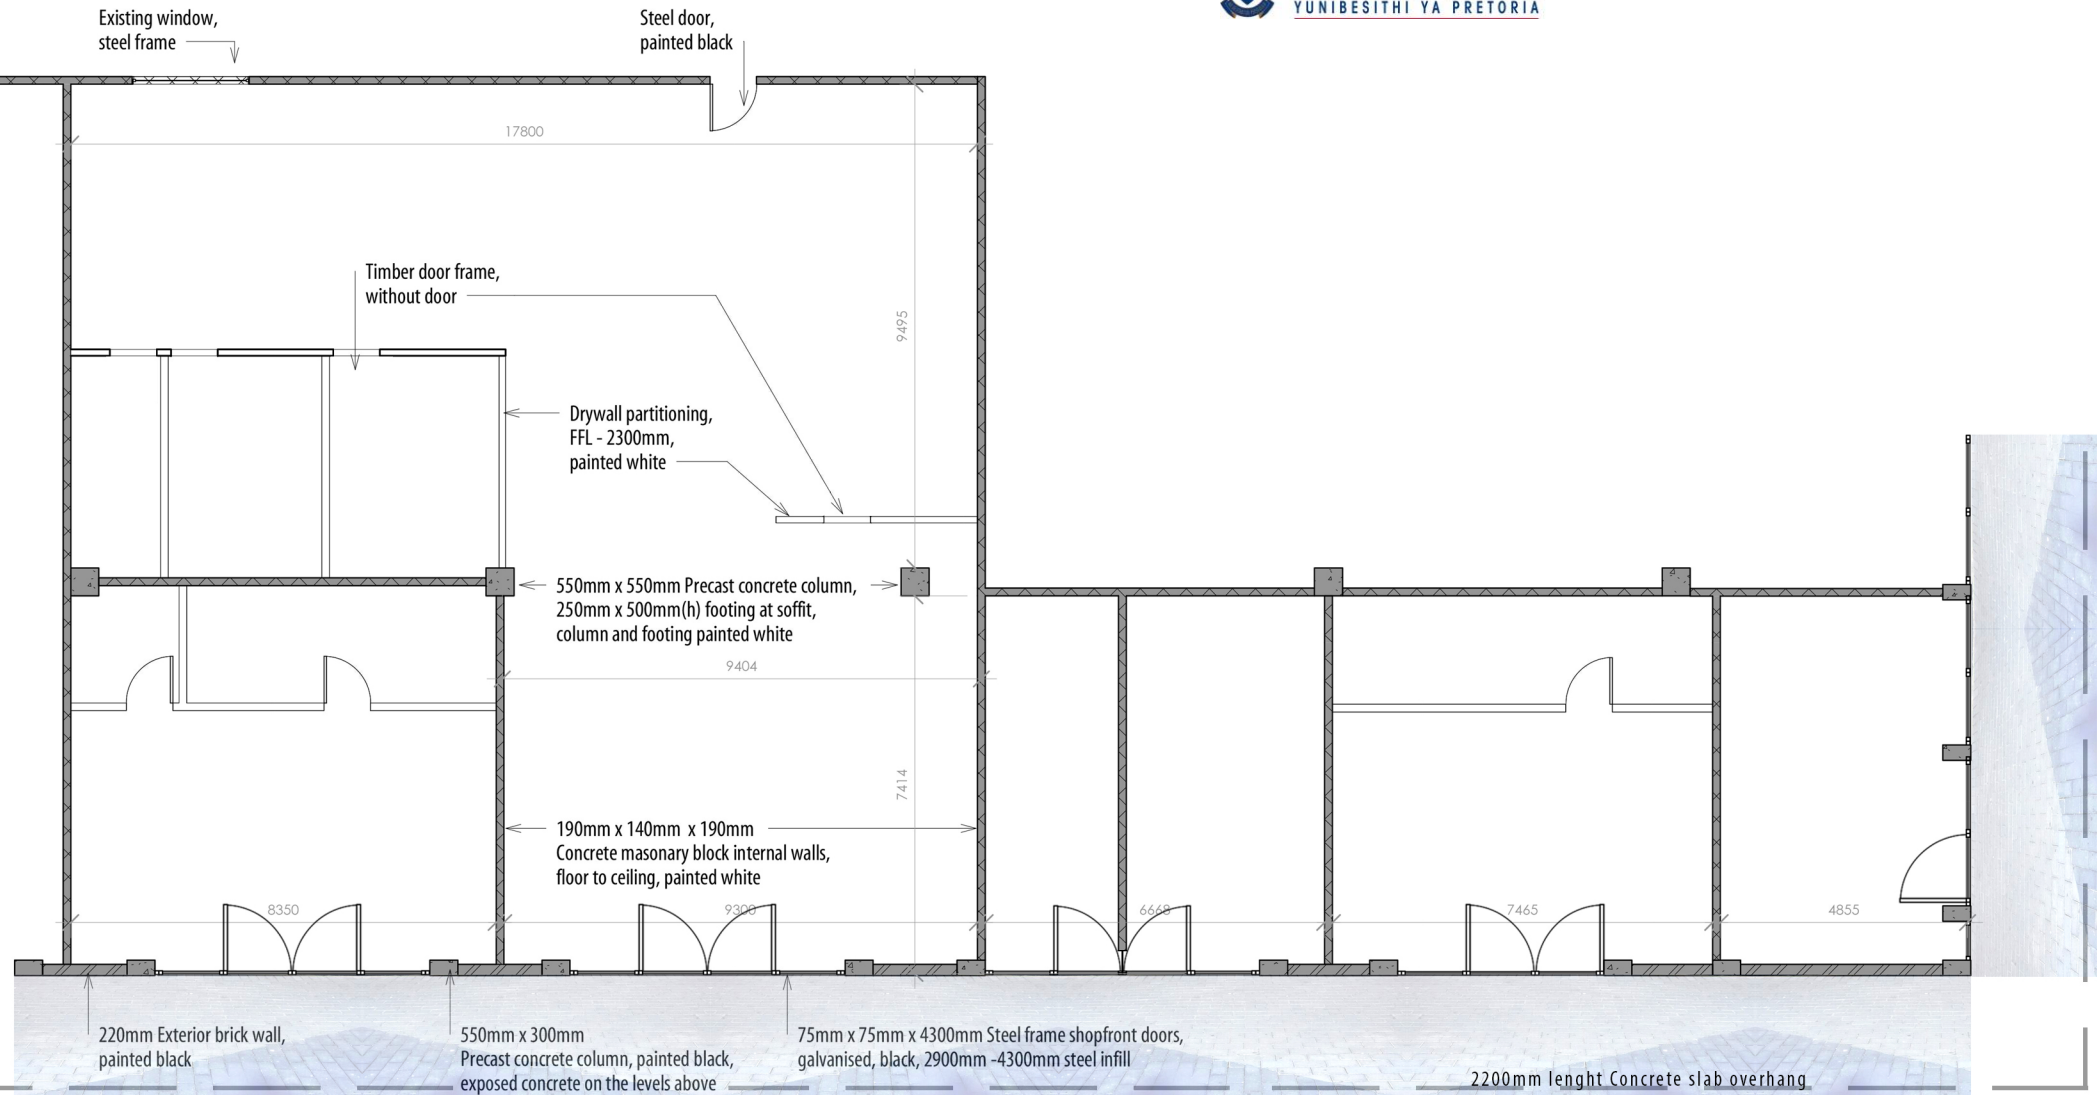 Existing window,
steel frame
Steel door,
painted black
YUNIBESITHI YA PRETORIA
17800
Timber door frame,
without door
9495
Drywall partitioning,
FFL - 2300mm,
painted white
550mm x 550mm Precast concrete column,
250mm x 500mm(h) footing at soffit,
column and footing painted white
9404
7414
190mm x 140mm x 190mm
Concrete masonary block internal walls,
floor to ceiling, painted white
8350
9300
6668
7465
4855
220mm Exterior brick wall,
painted black
550mm x 300mm
Precast concrete column, painted black,
exposed concrete on the levels above
75mm x 75mm x 4300mm Steel frame shopfront doors,
galvanised, black, 2900mm -4300mm steel infill
2200mm lenght Concrete slab overhang